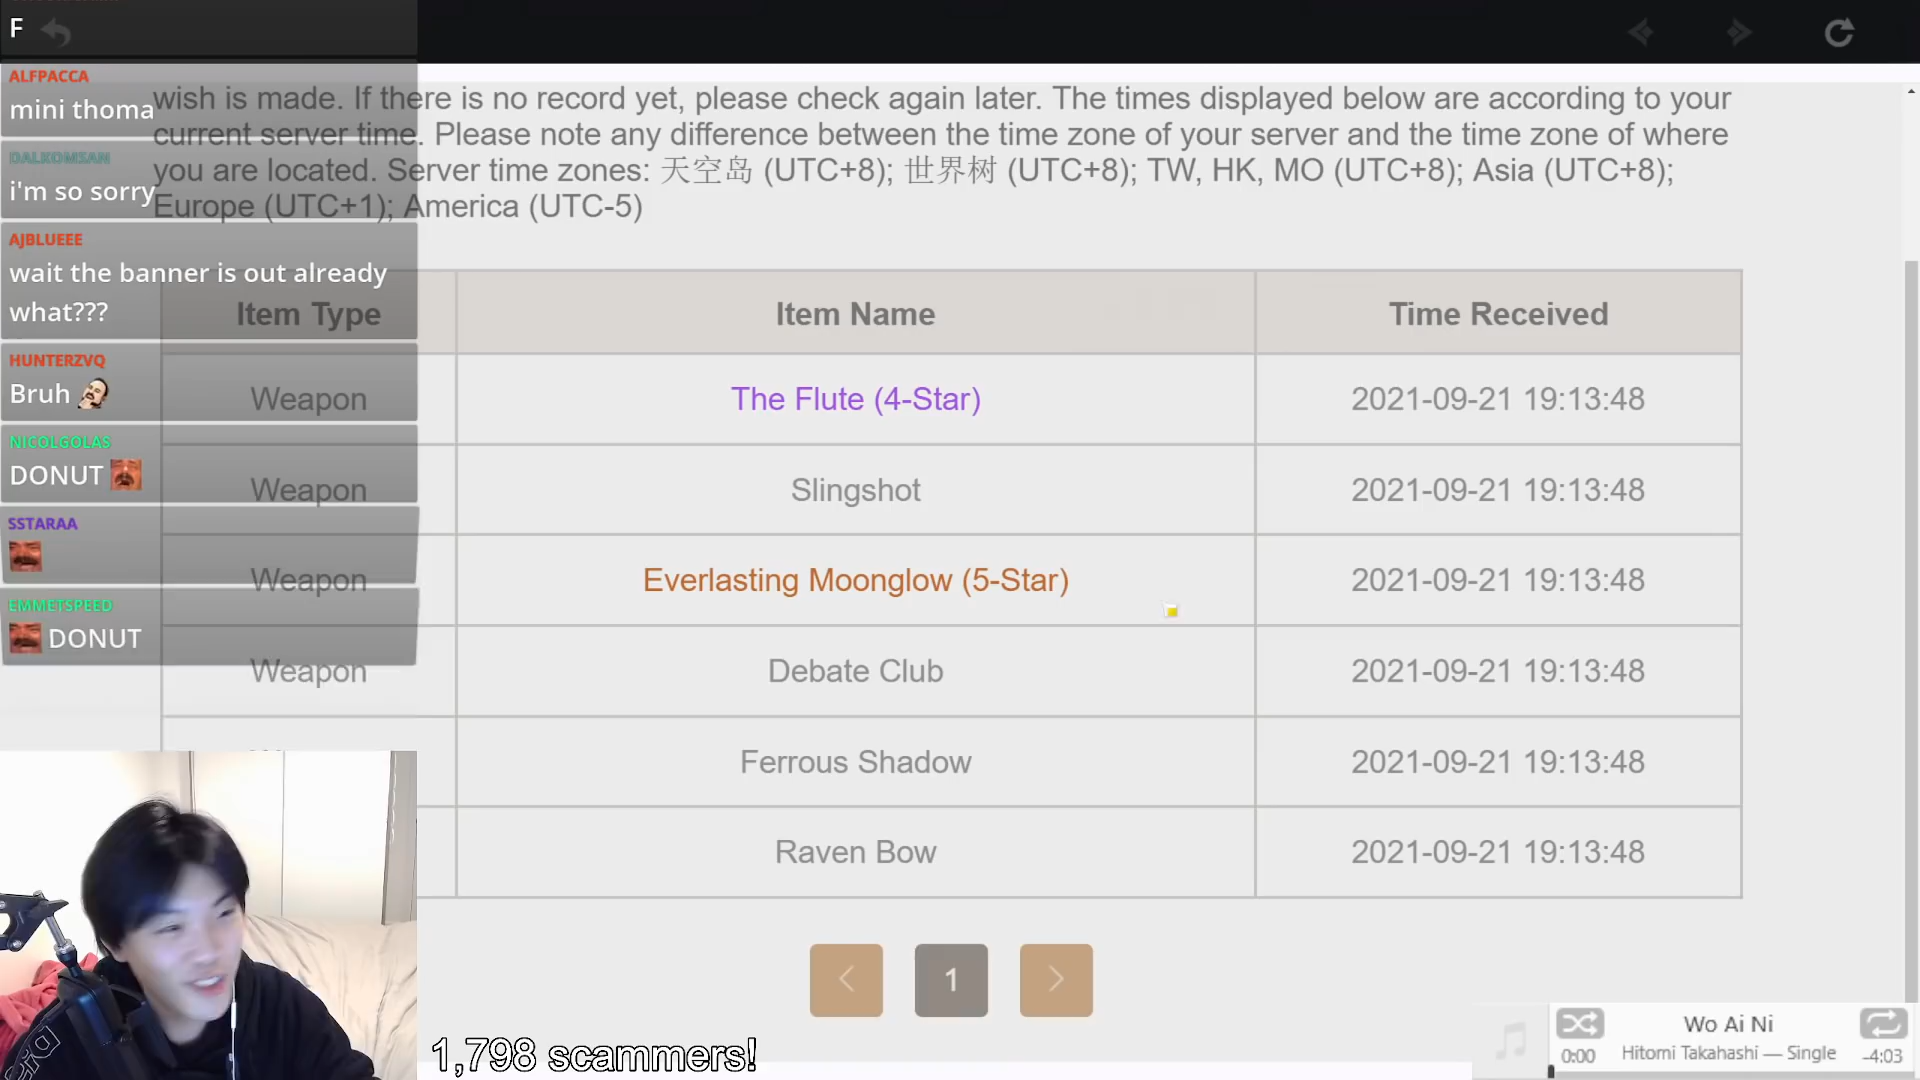 F
ALFPACCA
mini thoma
DALKOMSAN
i'm so sorry
AJBLUEEE
wait the banner is out already
what???
HUNTERZVQ
Bruh
NICOLGOLAS
DONUT
SSTARAA
EMMETSPEED
DONUT
wish is made. If there is no record yet, please check again later. The times displayed below are according to your
current server time. Please note any difference between the time zone of your server and the time zone of where
you are located. Server time zones: 天空岛 (UTC+8); 世界树 (UTC+8); TW, HK, MO (UTC+8); Asia (UTC+8);
Europe (UTC+1); America (UTC-5)
Item Type Item Name Time Received
Weapon The Flute (4-Star) 2021-09-21 19:13:48
Weapon Slingshot 2021-09-21 19:13:48
Weapon Everlasting Moonglow (5-Star) 2021-09-21 19:13:48
Weapon Debate Club 2021-09-21 19:13:48
Ferrous Shadow 2021-09-21 19:13:48
Raven Bow 2021-09-21 19:13:48
1
1,798 scammers!
Wo Ai Ni
0:00 Hitomi Takahashi — Single -4:03